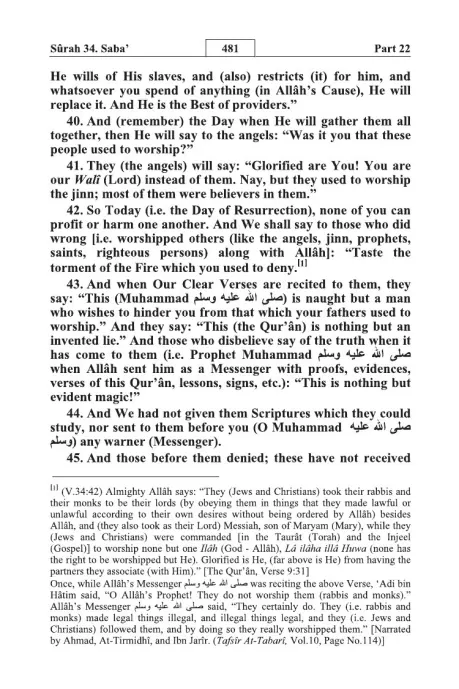 Sûrah 34. Saba’ 481 Part 22
He wills of His slaves, and (also) restricts (it) for him, and
whatsoever you spend of anything (in Allâh’s Cause), He will
replace it. And He is the Best of providers.”
40. And (remember) the Day when He will gather them all
together, then He will say to the angels: “Was it you that these
people used to worship?”
41. They (the angels) will say: “Glorified are You! You are
our Walî (Lord) instead of them. Nay, but they used to worship
the jinn; most of them were believers in them.”
42. So Today (i.e. the Day of Resurrection), none of you can
profit or harm one another. And We shall say to those who did
wrong [i.e. worshipped others (like the angels, jinn, prophets,
saints, righteous persons) along with Allâh]: “Taste the
torment of the Fire which you used to deny.[1]
43. And when Our Clear Verses are recited to them, they
say: “This (Muhammad صلى الله عليه وسلم) is naught but a man
who wishes to hinder you from that which your fathers used to
worship.” And they say: “This (the Qur’ân) is nothing but an
invented lie.” And those who disbelieve say of the truth when it
has come to them (i.e. Prophet Muhammad صلى الله عليه وسلم
when Allâh sent him as a Messenger with proofs, evidences,
verses of this Qur’ân, lessons, signs, etc.): “This is nothing but
evident magic!”
44. And We had not given them Scriptures which they could
study, nor sent to them before you (O Muhammad صلى الله عليه
وسلم) any warner (Messenger).
45. And those before them denied; these have not received
[1] (V.34:42) Almighty Allâh says: “They (Jews and Christians) took their rabbis and
their monks to be their lords (by obeying them in things that they made lawful or
unlawful according to their own desires without being ordered by Allâh) besides
Allâh, and (they also took as their Lord) Messiah, son of Maryam (Mary), while they
(Jews and Christians) were commanded [in the Taurât (Torah) and the Injeel
(Gospel)] to worship none but one Ilâh (God - Allâh), Lâ ilâha illâ Huwa (none has
the right to be worshipped but He). Glorified is He, (far above is He) from having the
partners they associate (with Him).” [The Qur’ân, Verse 9:31]
Once, while Allâh’s Messenger صلى الله عليه وسلم was reciting the above Verse, ‘Adi bin
Hâtim said, “O Allâh’s Prophet! They do not worship them (rabbis and monks).”
Allâh’s Messenger صلى الله عليه وسلم said, “They certainly do. They (i.e. rabbis and
monks) made legal things illegal, and illegal things legal, and they (i.e. Jews and
Christians) followed them, and by doing so they really worshipped them.” [Narrated
by Ahmad, At-Tirmidhî, and Ibn Jarîr. (Tafsîr At-Tabarî, Vol.10, Page No.114)]